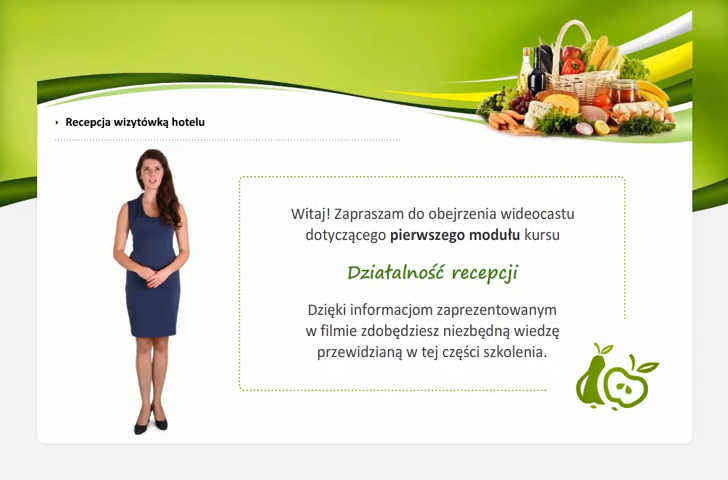 Recepcja wizytówką hotelu
Witaj! Zapraszam do obejrzenia wideocastu
dotyczącego pierwszego modułu kursu
Działalność recepcji
Dzięki informacjom zaprezentowanym
w filmie zdobędziesz niezbędną wiedzę
przewidzianą w tej części szkolenia.